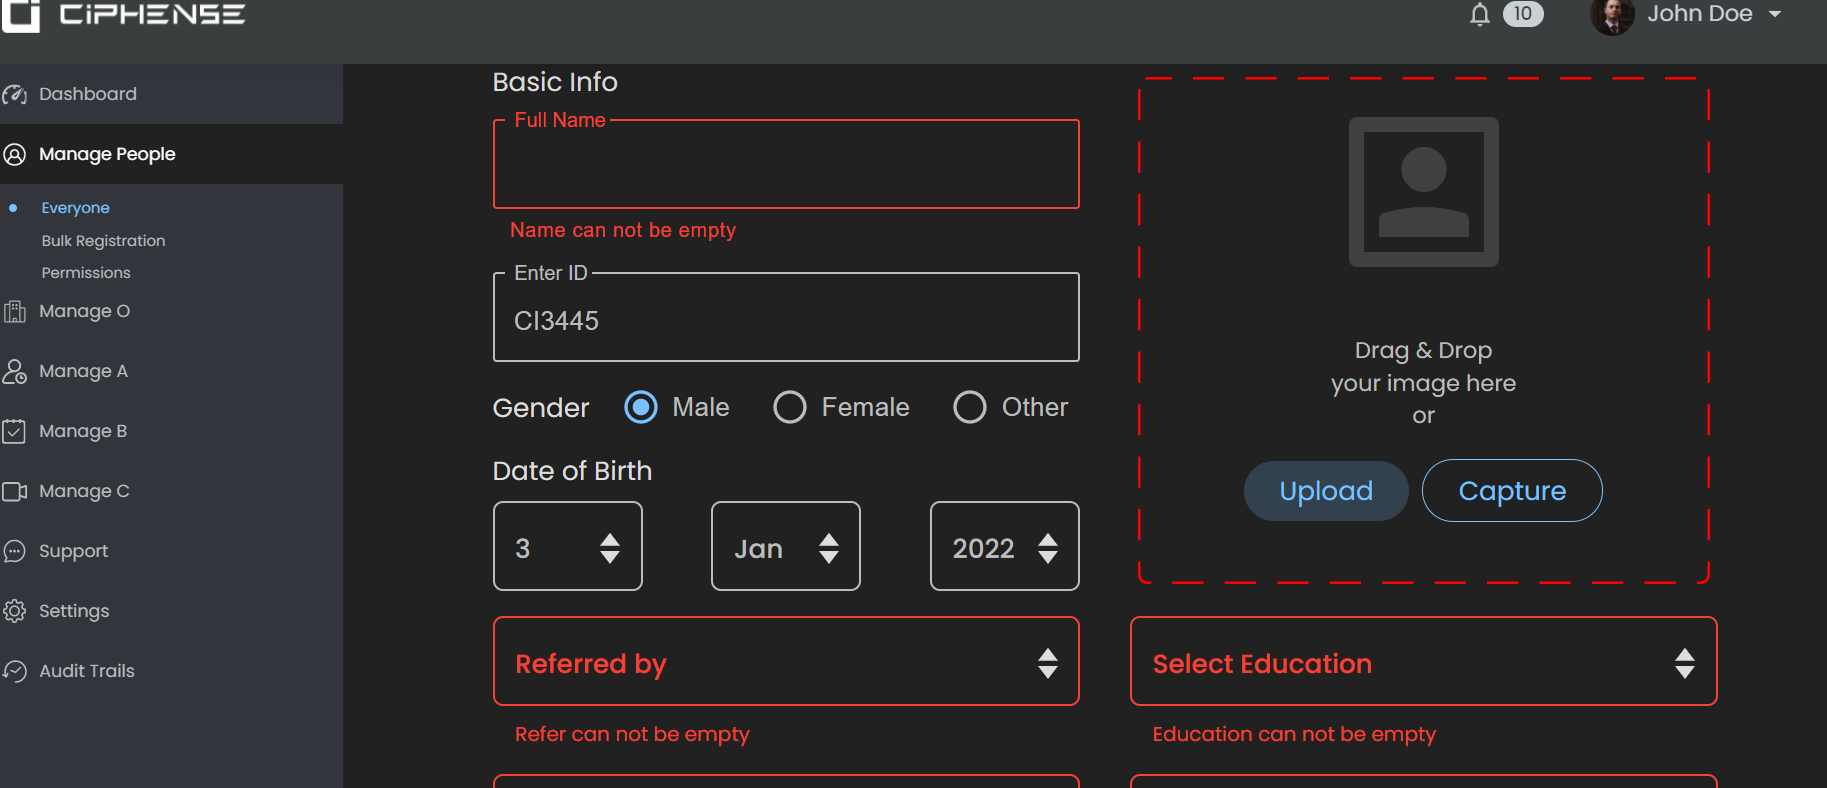 CiPHENSE
10
John Doe
Dashboard
Manage People
Everyone
Bulk Registration
Permissions
Manage O
Manage A
Manage B
Manage C
Support
Settings
Audit Trails
Basic Info
Full Name
Name can not be empty
Enter ID
CI3445
Gender
Male
Female
Other
Date of Birth
3
Jan
2022
Referred by
Refer can not be empty
Drag & Drop
your image here
or
Upload
Capture
Select Education
Education can not be empty